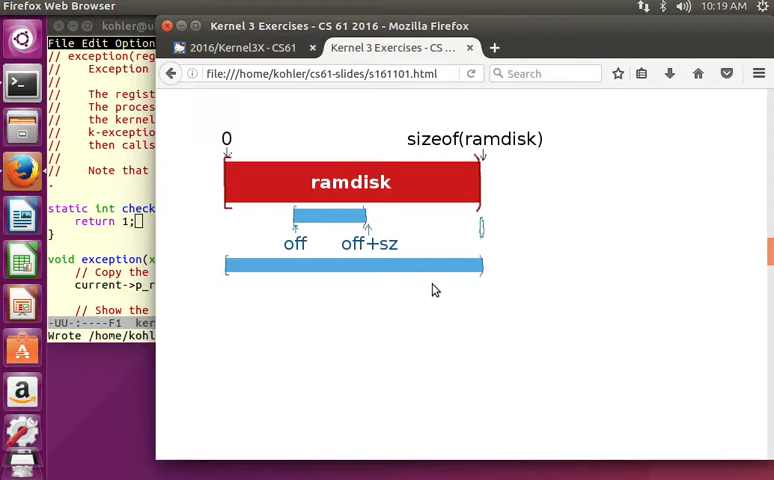 Firefox Web Browser
10:19 AM
kohler@u
Kernel 3 Exercises - CS 61 2016 - Mozilla Firefox
File Edit Option
2016/Kernel3X - CS61
Kernel 3 Exercises - CS ...
file:///home/kohler/cs61-slides/s161101.html
Search
// exception(reg
// Exception
//
// The regist
// The proces
// the kernel
// k-exceptio
// then calls
//
// Note that
.
static int check
return 1;
}
void exception(x
// Copy the
current->p_r
// Show the
-UU-:----F1 ker
Wrote /home/kohl
0
sizeof(ramdisk)
ramdisk
off
off+sz